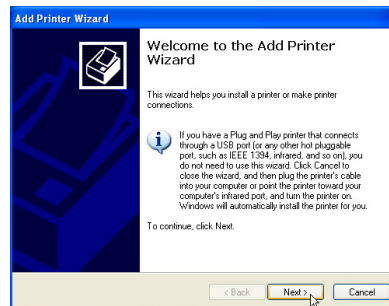 Add Printer Wizard
Welcome to the Add Printer
Wizard
This wizard helps you install a printer or make printer
connections.
If you have a Plug and Play printer that connects
through a USB port (or any other hot pluggable
port, such as IEEE 1394, infrared, and so on), you
do not need to use this wizard. Click Cancel to
close the wizard, and then plug the printer's cable
into your computer or point the printer toward your
computer's infrared port, and turn the printer on.
Windows will automatically install the printer for you.
To continue, click Next.
< Back
Next >
Cancel